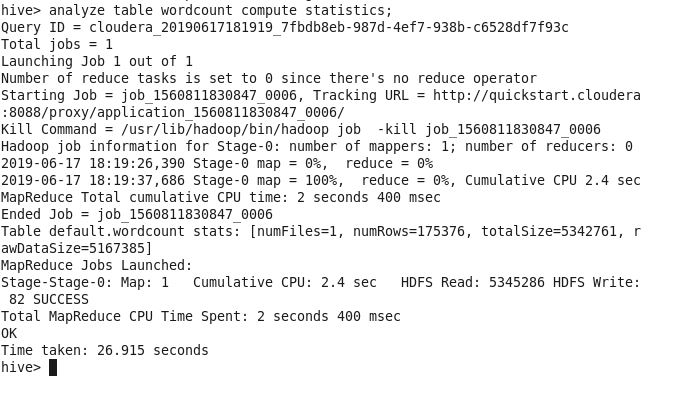 hive> analyze table wordcount compute statistics;
Query ID = cloudera_20190617181919_7fbdb8eb-987d-4ef7-938b-c6528df7f93c
Total jobs = 1
Launching Job 1 out of 1
Number of reduce tasks is set to 0 since there's no reduce operator
Starting Job = job_1560811830847_0006, Tracking URL = http://quickstart.cloudera
:8088/proxy/application_1560811830847_0006/
Kill Command = /usr/lib/hadoop/bin/hadoop job  -kill job_1560811830847_0006
Hadoop job information for Stage-0: number of mappers: 1; number of reducers: 0
2019-06-17 18:19:26,390 Stage-0 map = 0%,  reduce = 0%
2019-06-17 18:19:37,686 Stage-0 map = 100%,  reduce = 0%, Cumulative CPU 2.4 sec
MapReduce Total cumulative CPU time: 2 seconds 400 msec
Ended Job = job_1560811830847_0006
Table default.wordcount stats: [numFiles=1, numRows=175376, totalSize=5342761, r
awDataSize=5167385]
MapReduce Jobs Launched:
Stage-Stage-0: Map: 1   Cumulative CPU: 2.4 sec   HDFS Read: 5345286 HDFS Write:
 82 SUCCESS
Total MapReduce CPU Time Spent: 2 seconds 400 msec
OK
Time taken: 26.915 seconds
hive>